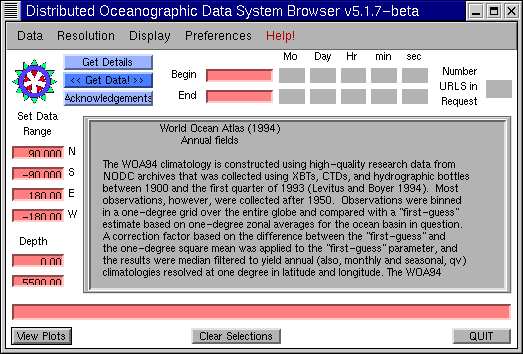 Distributed Oceanographic Data System Browser v5.1.7-beta
Data Resolution Display Preferences Help!
Get Details
<< Get Data! >>
Acknowledgements
Mo Day Hr min sec
Begin
End
Number
URLS in
Request
Set Data
Range
90.000 N
-90.000 S
180.00 E
-180.00 W
Depth
0.00
5500.00
World Ocean Atlas (1994)
Annual fields
The WOA94 climatology is constructed using high-quality research data from
NODC archives that was collected using XBTs, CTDs, and hydrographic bottles
between 1900 and the first quarter of 1993 (Levitus and Boyer 1994). Most
observations, however, were collected after 1950. Observations were binned
in a one-degree grid over the entire globe and compared with a "first-guess"
estimate based on one-degree zonal averages for the ocean basin in question.
A correction factor based on the difference between the "first-guess" and
the one-degree square mean was applied to the "first-guess" parameter, and
the results were median filtered to yield annual (also, monthly and seasonal, qv)
climatologies resolved at one degree in latitude and longitude. The WOA94
View Plots
Clear Selections
QUIT